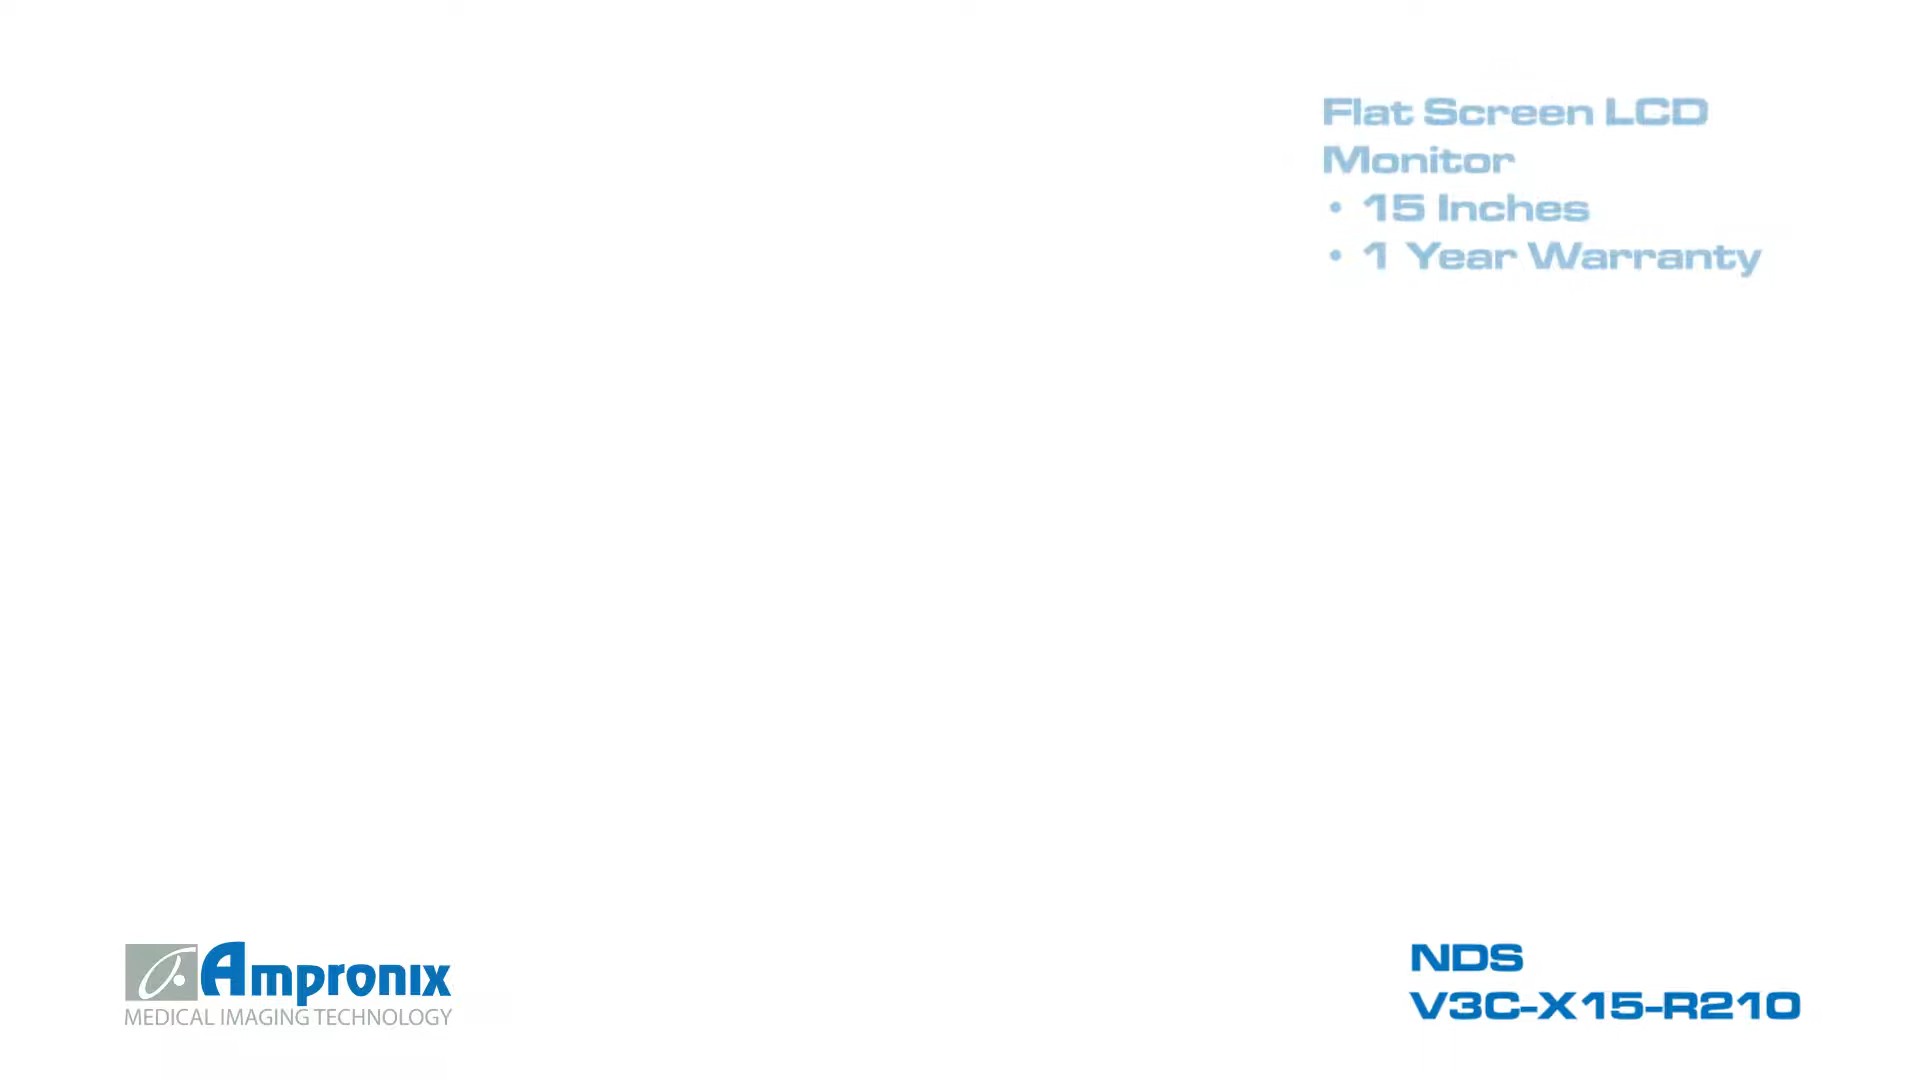 Flat Screen LCD
Monitor
• 15 Inches
• 1 Year Warranty
Ampronix
MEDICAL IMAGING TECHNOLOGY
NDS
V3C-X15-R210